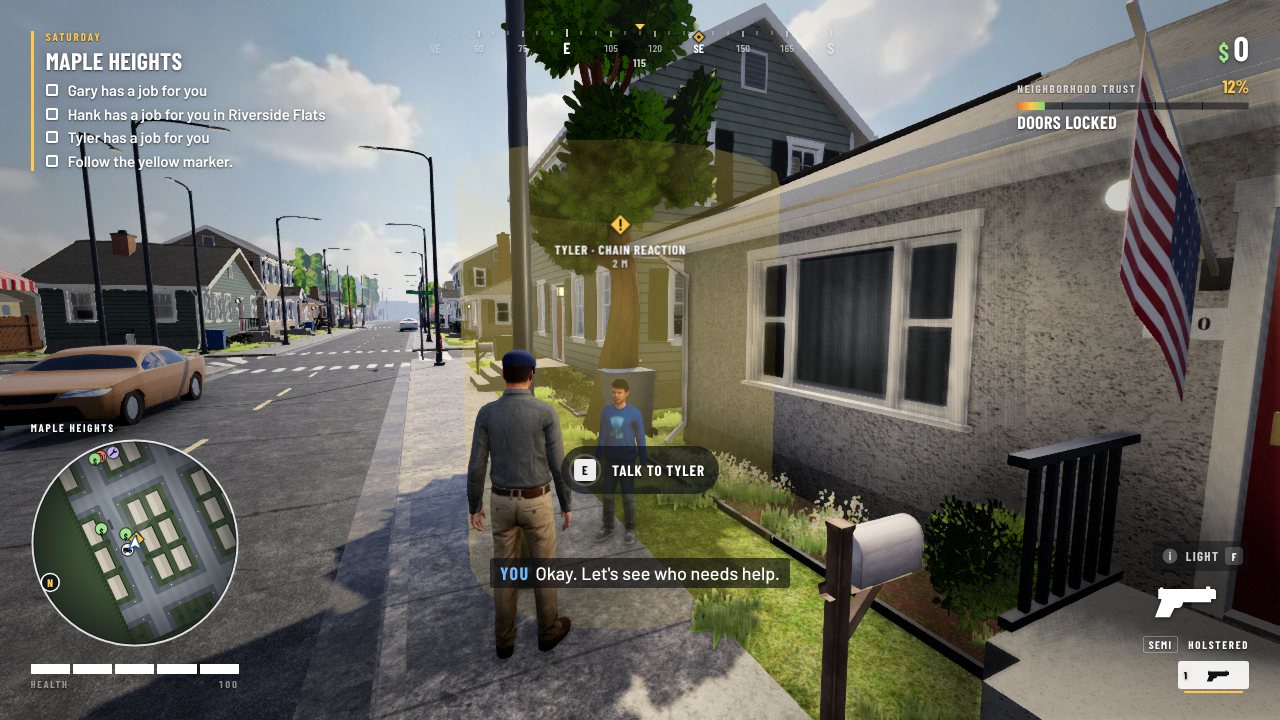 SATURDAY
MAPLE HEIGHTS
Gary has a job for you
Hank has a job for you in Riverside Flats
Tyler has a job for you
Follow the yellow marker.
NE 60 75 E 105 120 SE 150 165 S
115
$ 0
NEIGHBORHOOD TRUST 12%
DOORS LOCKED
TYLER · CHAIN REACTION
2 M
0
E TALK TO TYLER
YOU Okay. Let's see who needs help.
MAPLE HEIGHTS
N
HEALTH 100
i LIGHT F
SEMI HOLSTERED
1